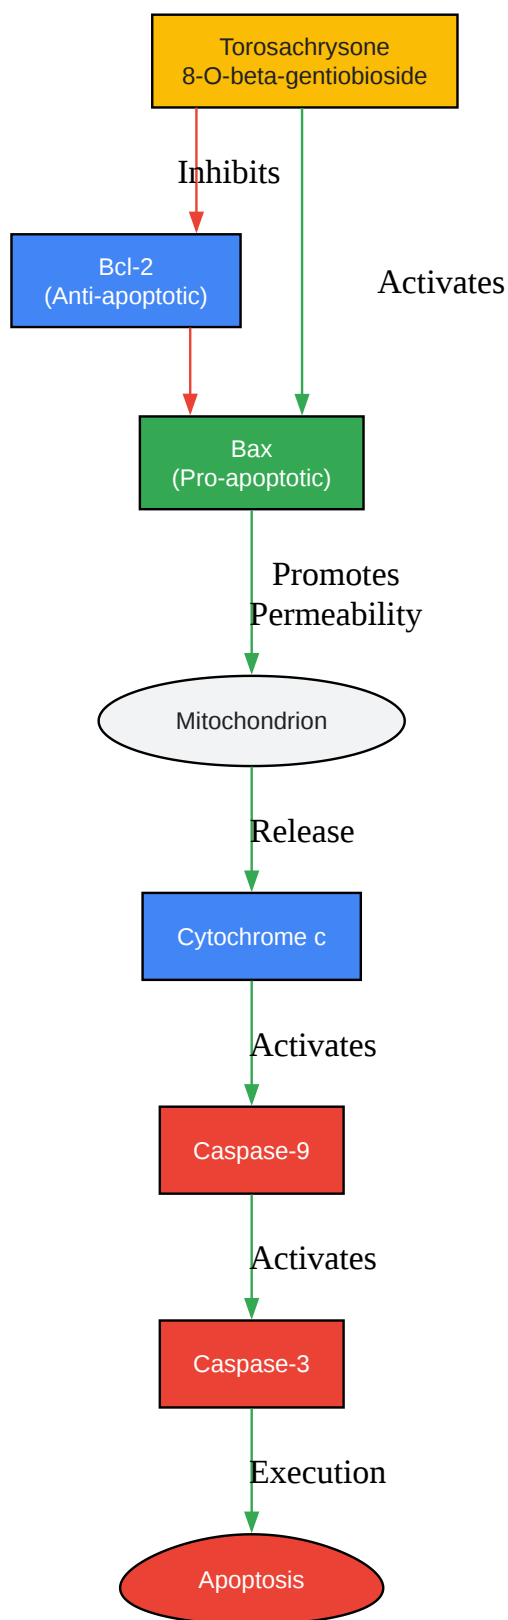 Torosachrysone
8-O-beta-gentiobioside
Inhibits
Bcl-2
(Anti-apoptotic)
Activates
Bax
(Pro-apoptotic)
Promotes
Permeability
Mitochondrion
Release
Cytochrome c
Activates
Caspase-9
Activates
Caspase-3
Execution
Apoptosis